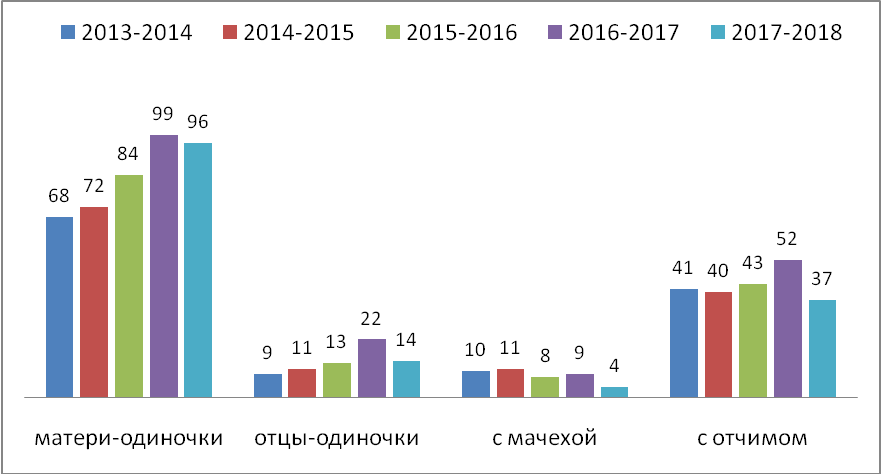 2013-2014 2014-2015 2015-2016 2016-2017 2017-2018
68 72 84 99 96
9 11 13 22 14
10 11 8 9 4
41 40 43 52 37
матери-одиночки отцы-одиночки с мачехой с отчимом